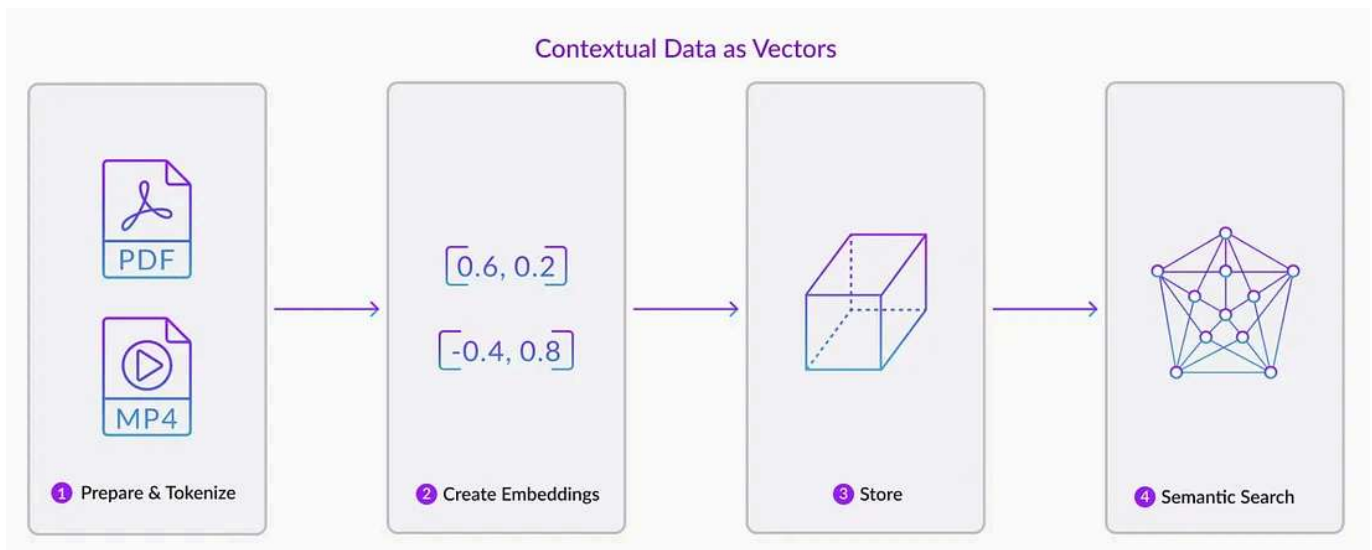 Contextual Data as Vectors
PDF
MP4
1 Prepare & Tokenize
[0.6, 0.2]
[-0.4, 0.8]
2 Create Embeddings
3 Store
4 Semantic Search